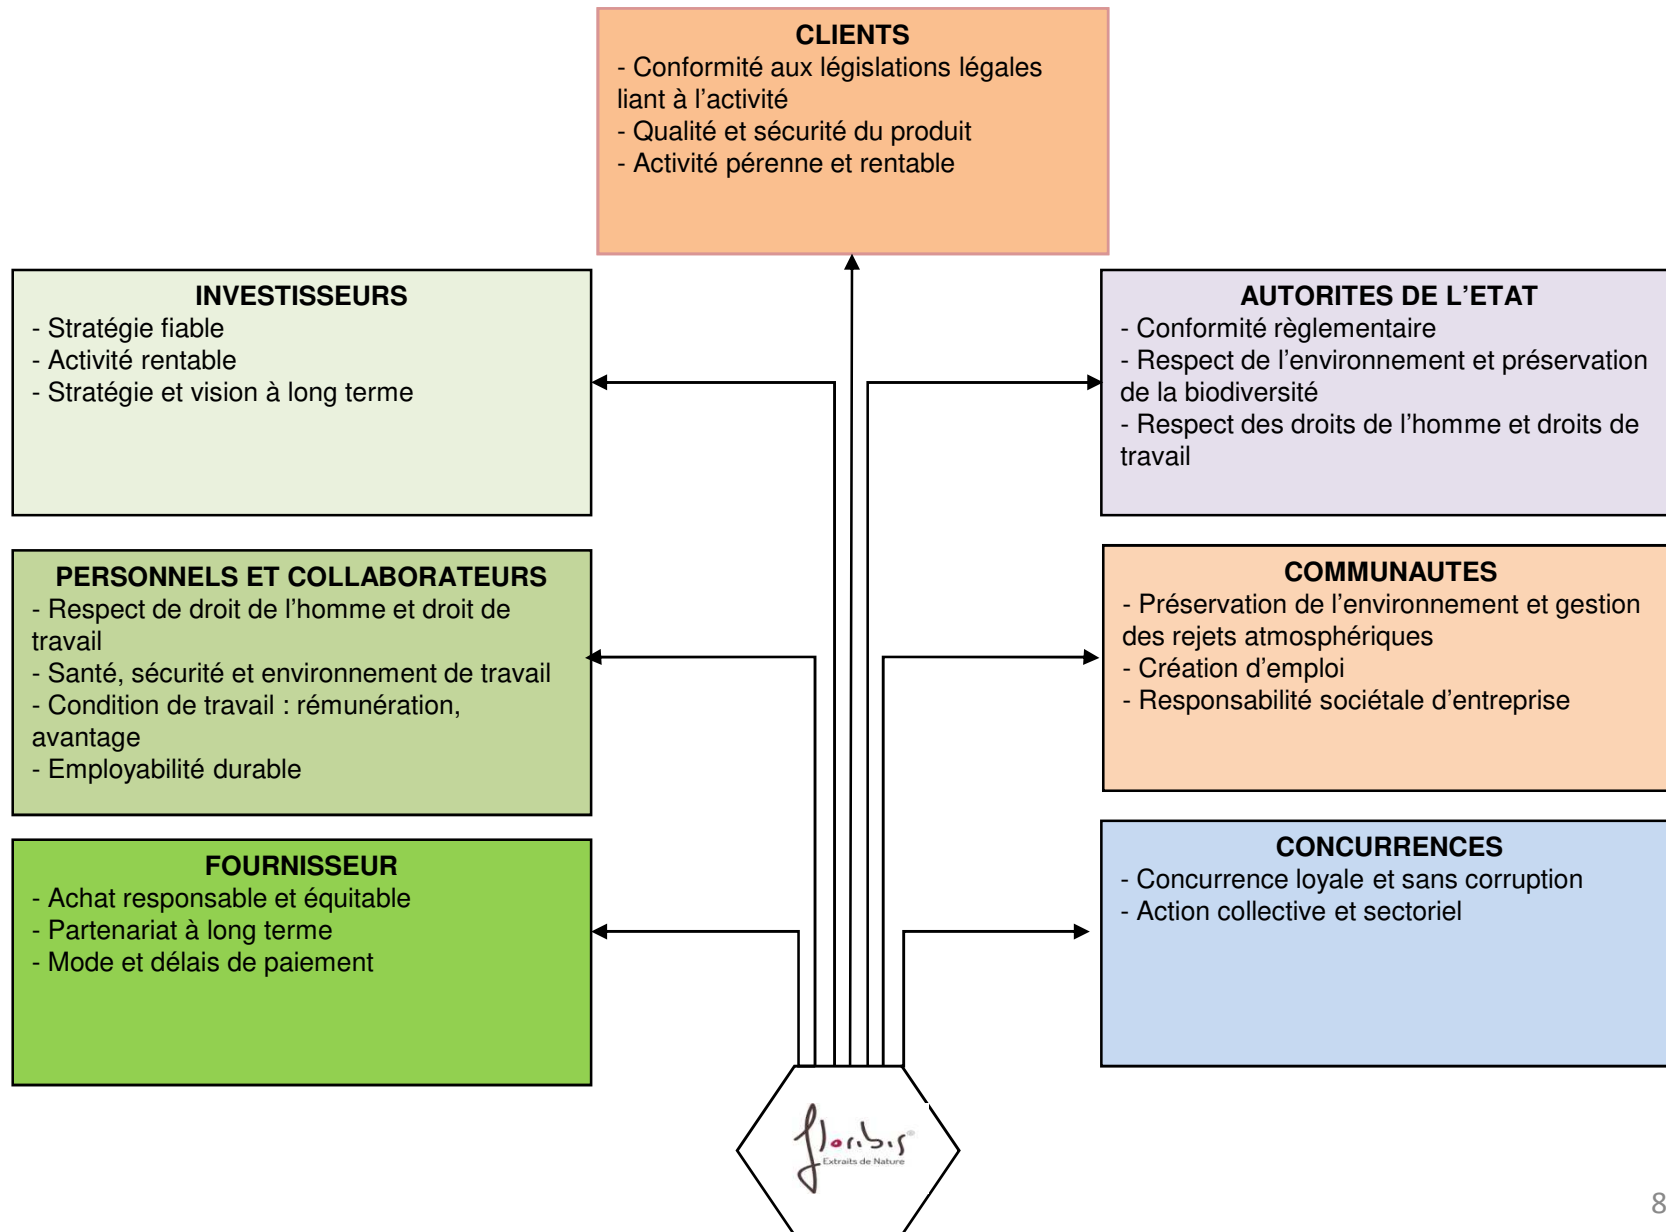 CLIENTS
- Conformité aux législations légales
liant à l’activité
- Qualité et sécurité du produit
- Activité pérenne et rentable
INVESTISSEURS
- Stratégie fiable
- Activité rentable
- Stratégie et vision à long terme
AUTORITES DE L’ETAT
- Conformité règlementaire
- Respect de l’environnement et préservation
de la biodiversité
- Respect des droits de l’homme et droits de
travail
PERSONNELS ET COLLABORATEURS
- Respect de droit de l’homme et droit de
travail
- Santé, sécurité et environnement de travail
- Condition de travail : rémunération,
avantage
- Employabilité durable
COMMUNAUTES
- Préservation de l’environnement et gestion
des rejets atmosphériques
- Création d’emploi
- Responsabilité sociétale d’entreprise
FOURNISSEUR
- Achat responsable et équitable
- Partenariat à long terme
- Mode et délais de paiement
CONCURRENCES
- Concurrence loyale et sans corruption
- Action collective et sectoriel
floribis®
Extraits de Nature
8